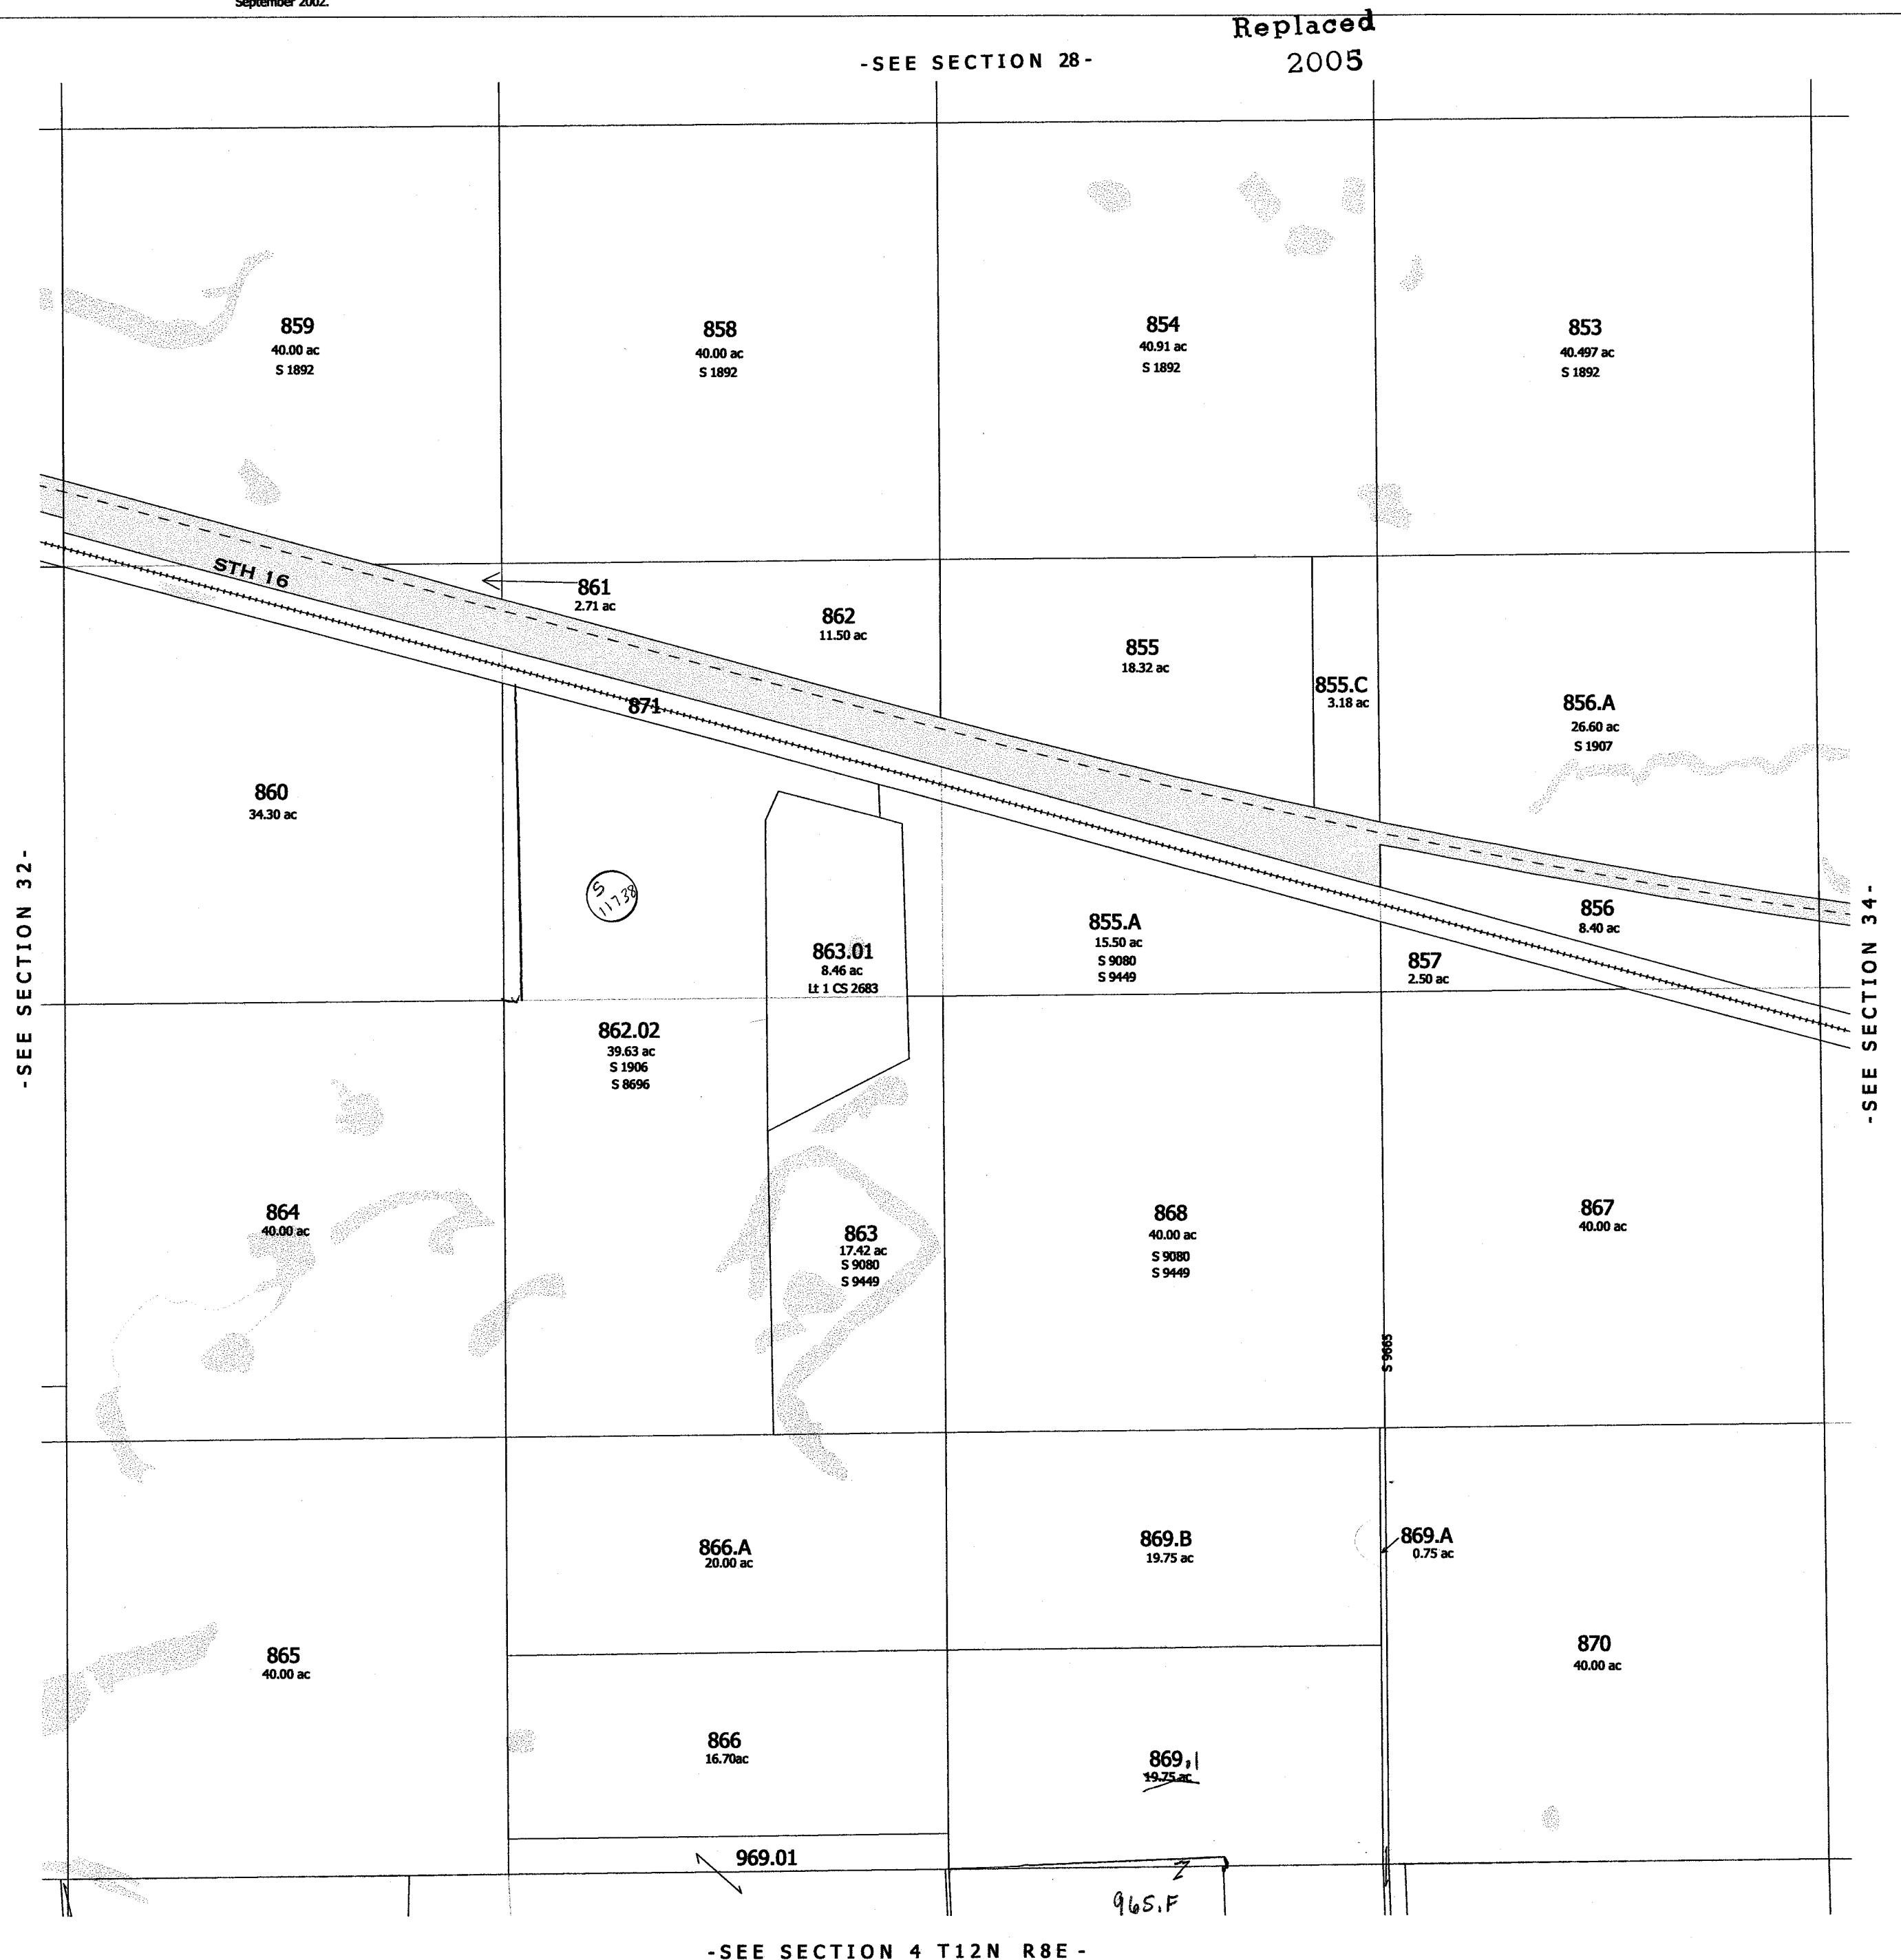 September 2002.
Replaced
2005
-SEE SECTION 28-
859
40.00 ac
S 1892
858
40.00 ac
S 1892
854
40.91 ac
S 1892
853
40.497 ac
S 1892
STH 16
861
2.71 ac
862
11.50 ac
855
18.32 ac
855.C
3.18 ac
856.A
26.60 ac
S 1907
871
860
34.30 ac
-SEE SECTION 32-
S
11738
863.01
8.46 ac
Lt 1 CS 2683
855.A
15.50 ac
S 9080
S 9449
856
8.40 ac
857
2.50 ac
-SEE SECTION 34-
862.02
39.63 ac
S 1906
S 8696
864
40.00 ac
863
17.42 ac
S 9080
S 9449
868
40.00 ac
S 9080
S 9449
867
40.00 ac
S 9665
866.A
20.00 ac
869.B
19.75 ac
869.A
0.75 ac
865
40.00 ac
870
40.00 ac
866
16.70ac
869.1
19.75 ac
969.01
Z
965.F
-SEE SECTION 4 T12N R8E-